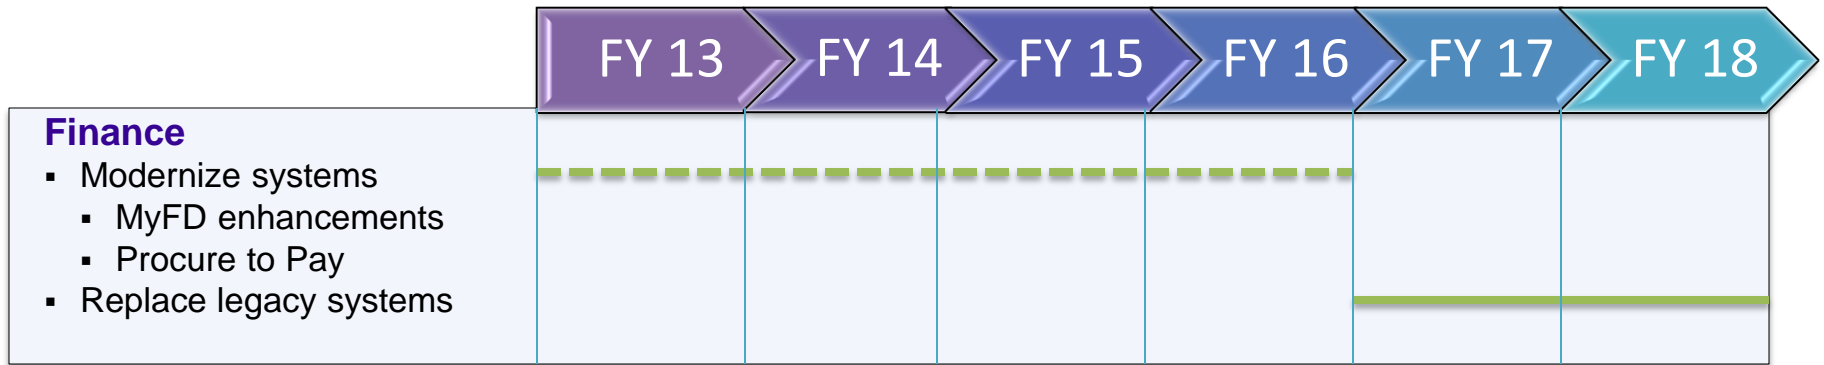 FY 13 FY 14 FY 15 FY 16 FY 17 FY 18
Finance
▪ Modernize systems
▪ MyFD enhancements
▪ Procure to Pay
▪ Replace legacy systems